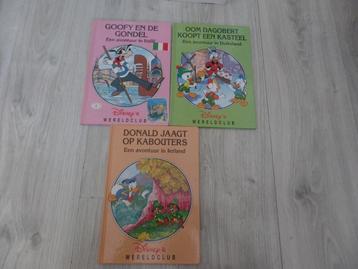 GOOFY EN DE
GONDEL
Een avontuur in Italië
Disney's
WERELDCLUB
OOM DAGOBERT
KOOPT EEN KASTEEL
Een avontuur in Duitsland
Disney's
WERELDCLUB
DONALD JAAGT
OP KABOUTERS
Een avontuur in Ierland
Disney's
WERELDCLUB